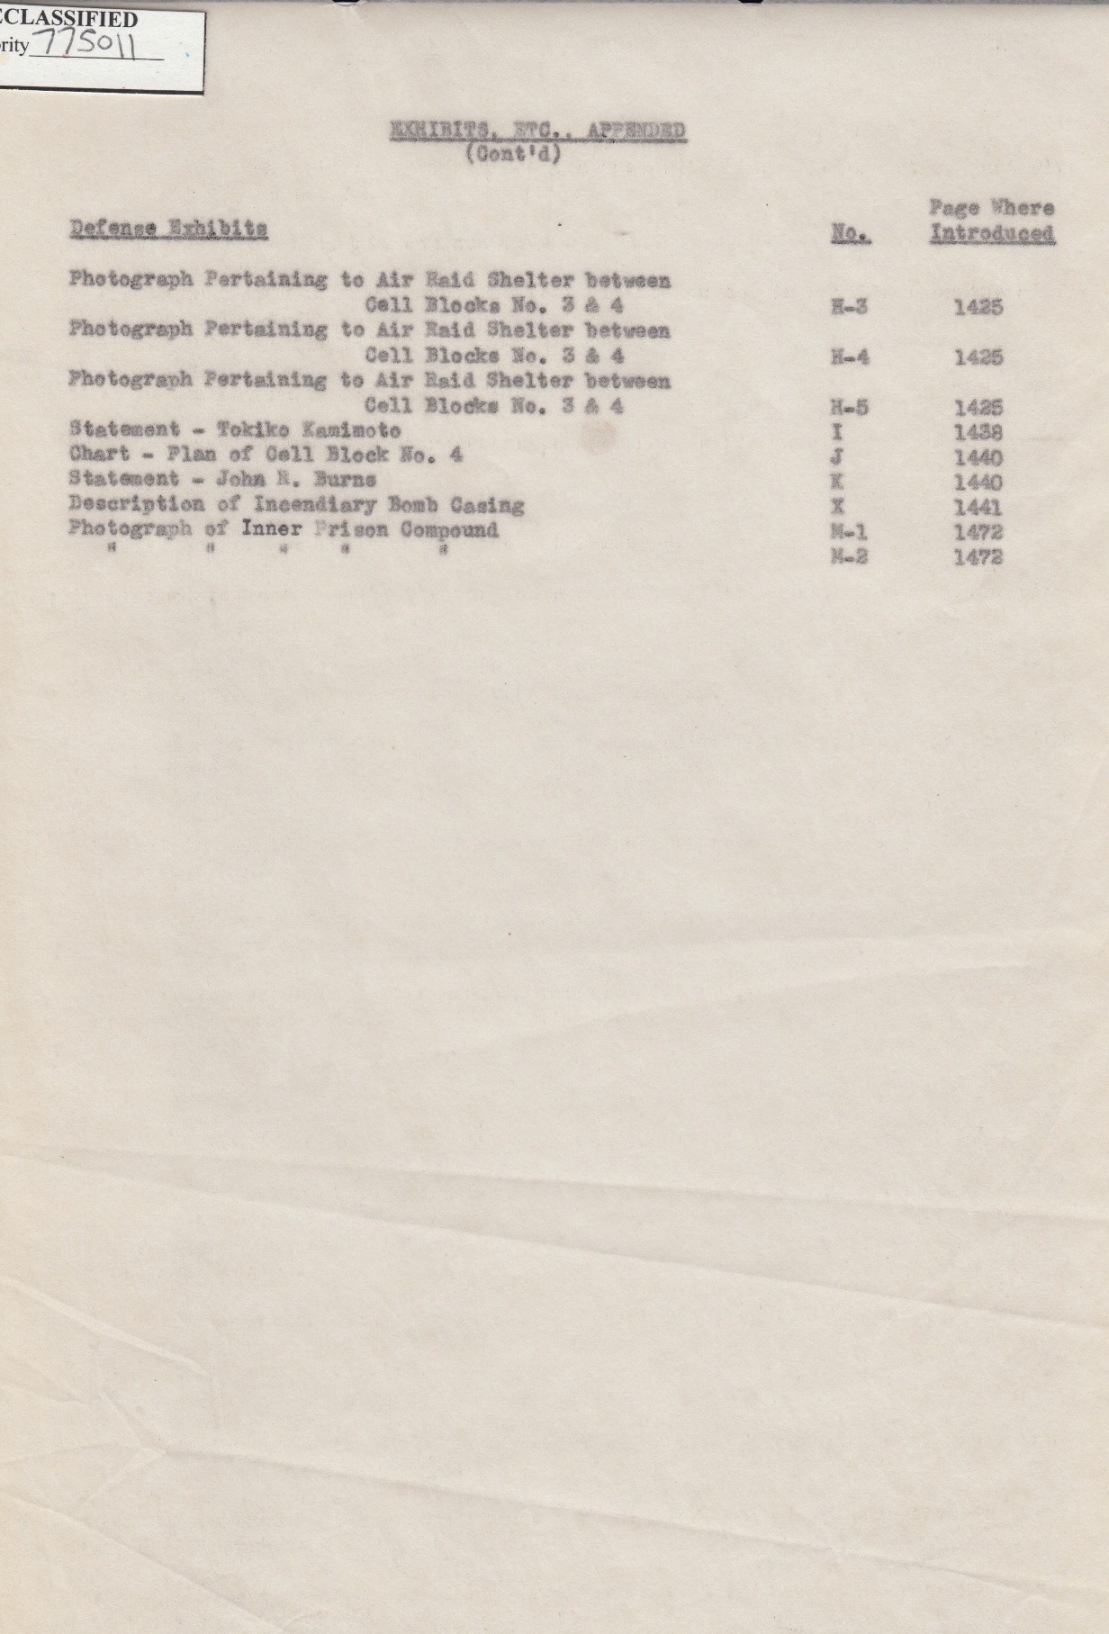 ECLASSIFIED
ority 775011
EXHIBITS, ETC., APPENDED
(Cont'd)
Page Where
Defense Exhibits No. Introduced
Photograph Pertaining to Air Raid Shelter between
Cell Blocks No. 3 & 4 H-3 1425
Photograph Pertaining to Air Raid Shelter between
Cell Blocks No. 3 & 4 H-4 1425
Photograph Pertaining to Air Raid Shelter between
Cell Blocks No. 3 & 4 H-5 1425
Statement - Tokiko Kamimoto I 1438
Chart - Plan of Cell Block No. 4 J 1440
Statement - John R. Burns K 1440
Description of Incendiary Bomb Casing X 1441
Photograph of Inner Prison Compound M-1 1472
" " " " " M-2 1472